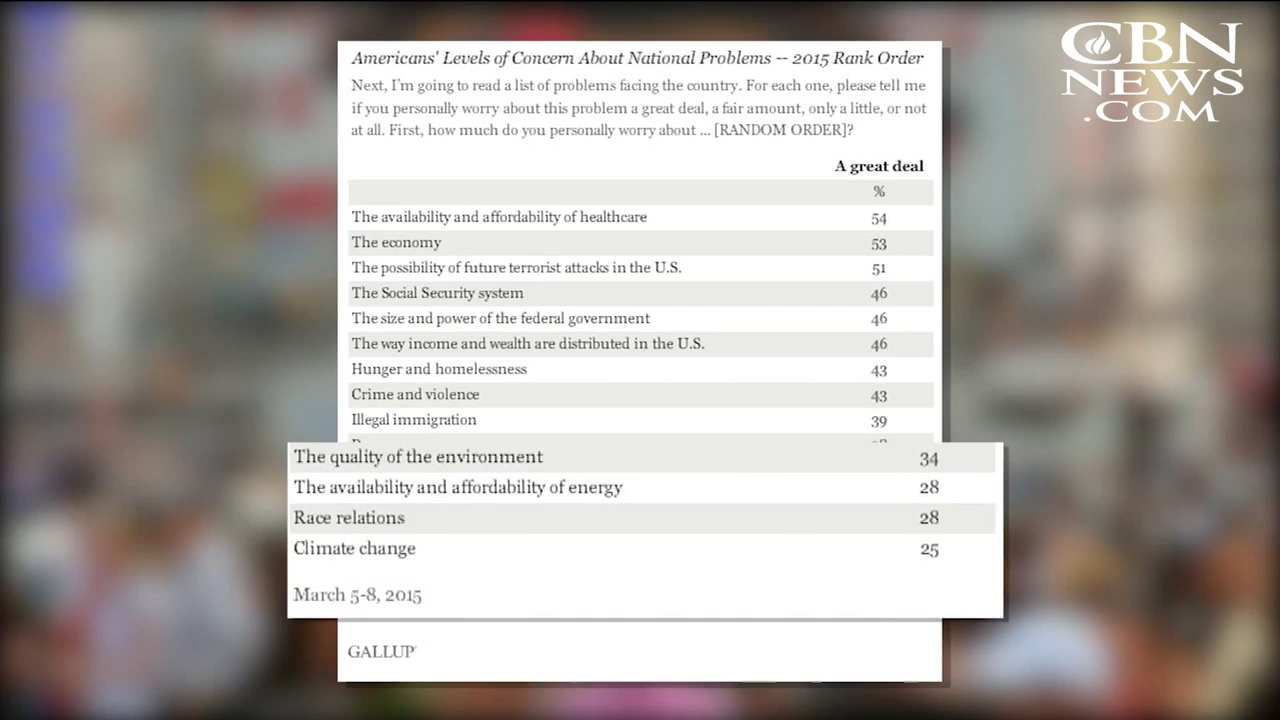 CBN
NEWS
.COM
Americans' Levels of Concern About National Problems -- 2015 Rank Order
Next, I'm going to read a list of problems facing the country. For each one, please tell me
if you personally worry about this problem a great deal, a fair amount, only a little, or not
at all. First, how much do you personally worry about ... [RANDOM ORDER]?
A great deal
%
The availability and affordability of healthcare 54
The economy 53
The possibility of future terrorist attacks in the U.S. 51
The Social Security system 46
The size and power of the federal government 46
The way income and wealth are distributed in the U.S. 46
Hunger and homelessness 43
Crime and violence 43
Illegal immigration 39
The quality of the environment 34
The availability and affordability of energy 28
Race relations 28
Climate change 25
March 5-8, 2015
GALLUP